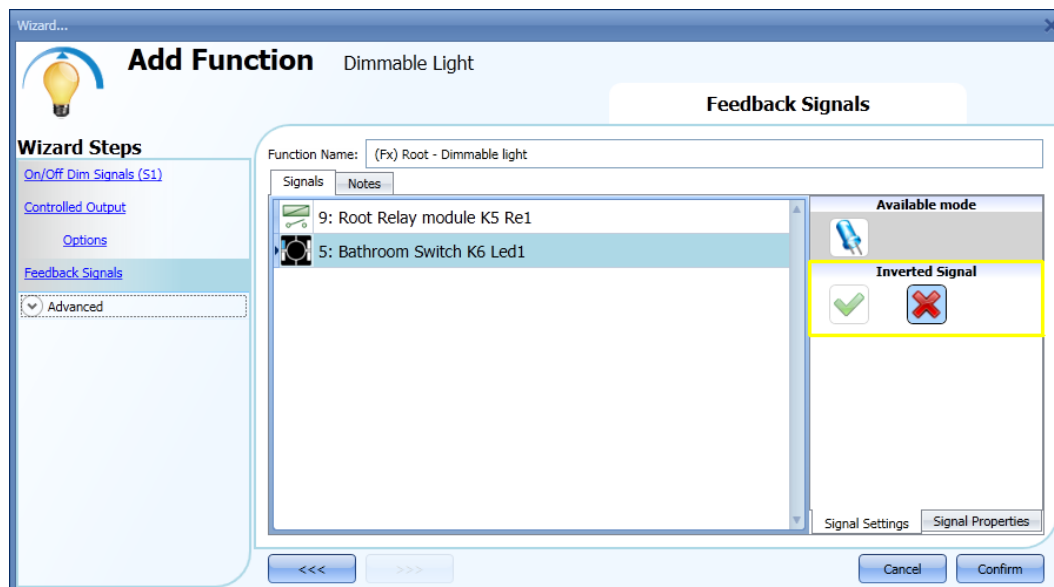 Wizard...
Add Function Dimmable Light
Feedback Signals
Wizard Steps
On/Off Dim Signals (S1)
Controlled Output
Options
Feedback Signals
Advanced
Function Name: (Fx) Root - Dimmable light
Signals Notes
9: Root Relay module K5 Re1
5: Bathroom Switch K6 Led1
Available mode
Inverted Signal
Signal Settings Signal Properties
<<< >>> Cancel Confirm